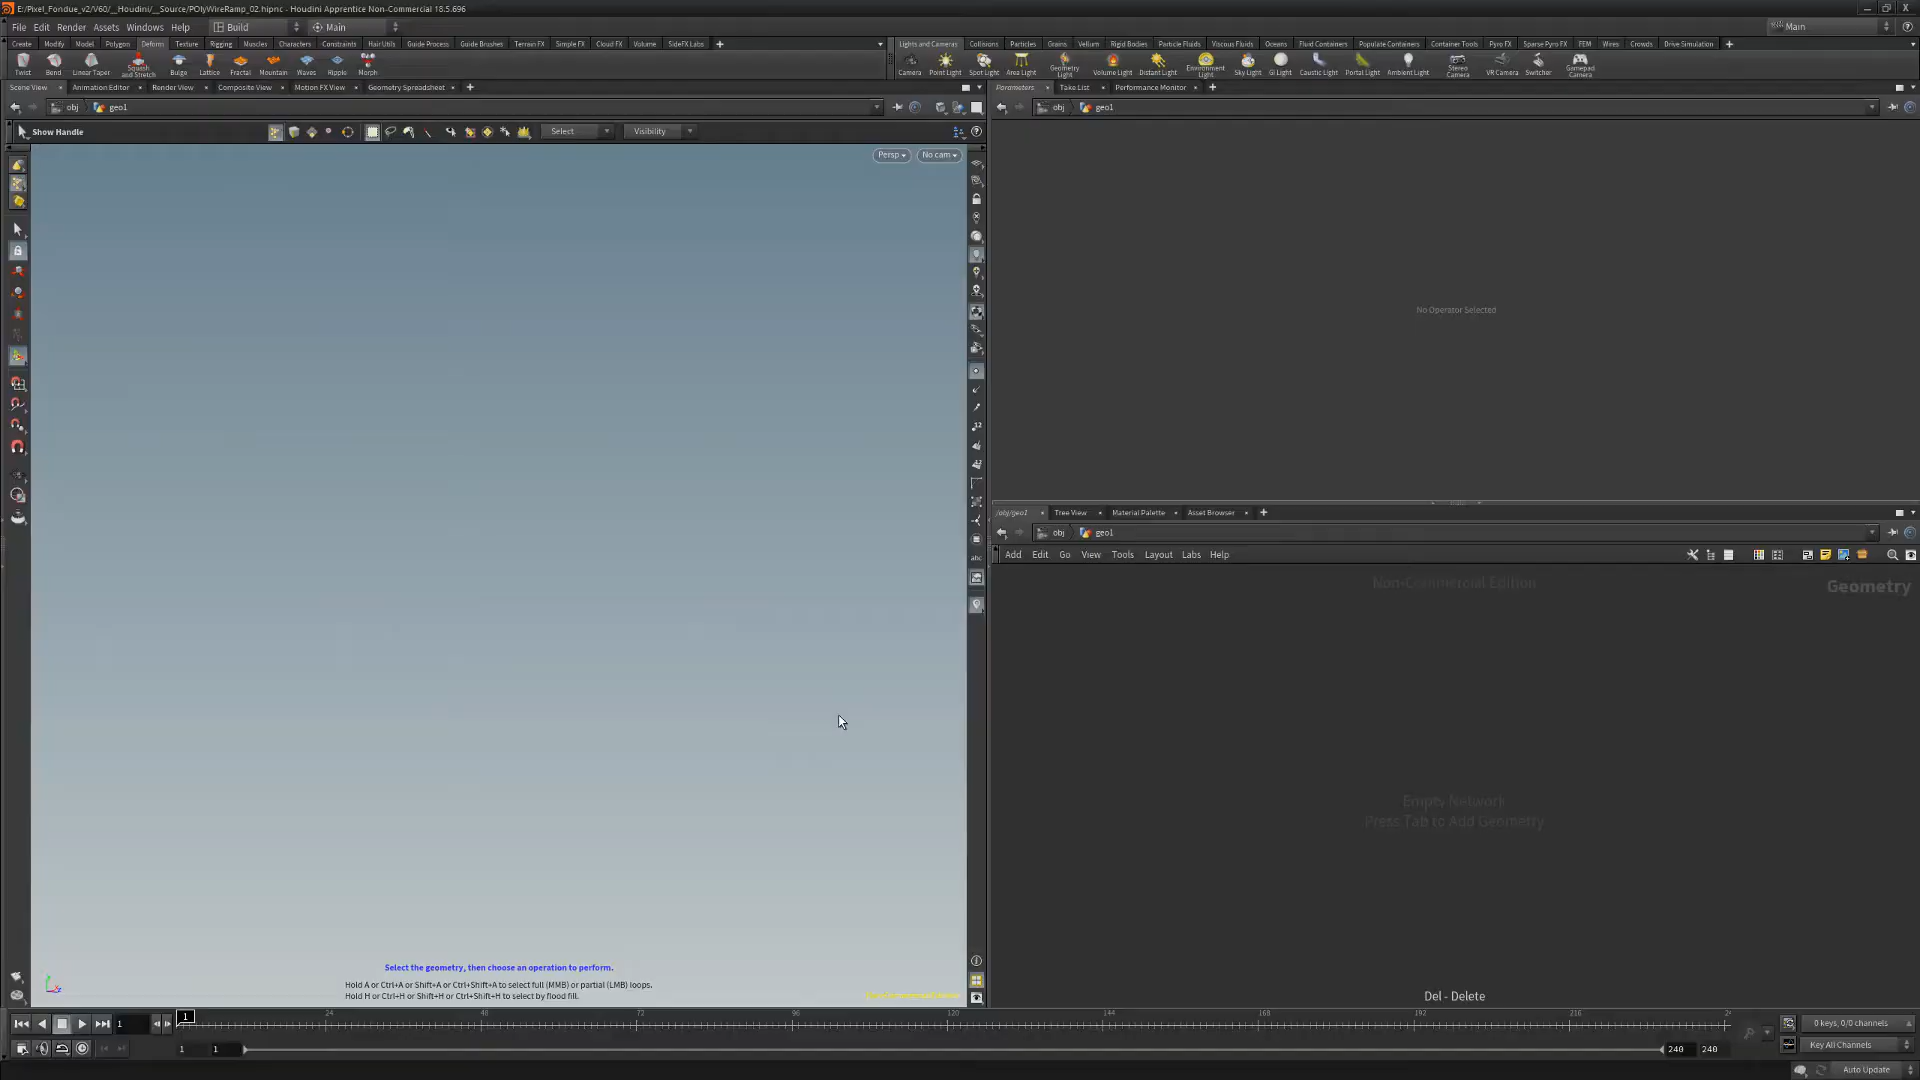 E:/Pixel_Fondue_v2/V60/__Houdini/__Source/POlyWireRamp_02.hipnc - Houdini Apprentice Non-Commercial 18.5.696
File Edit Render Assets Windows Help Build Main Main
Create Modify Model Polygon Deform Texture Rigging Muscles Characters Constraints Hair Utils Guide Process Guide Brushes Terrain FX Simple FX Cloud FX Volume SideFX Labs
Lights and Cameras Collisions Particles Grains Vellum Rigid Bodies Particle Fluids Viscous Fluids Oceans Fluid Containers Populate Containers Container Tools Pyro FX Sparse Pyro FX FEM Wires Crowds Drive Simulation
Twist Bend Linear Taper Squash and Stretch Bulge Lattice Fractal Mountain Waves Ripple Morph
Camera Point Light Spot Light Area Light Geometry Light Volume Light Distant Light Environment Light Sky Light GI Light Caustic Light Portal Light Ambient Light Stereo Camera VR Camera Switcher Gamepad Camera
Scene View Animation Editor Render View Composite View Motion FX View Geometry Spreadsheet
Parameters Take List Performance Monitor
obj geo1
obj geo1
Show Handle Select Visibility
Persp No cam
No Operator Selected
/obj/geo1 Tree View Material Palette Asset Browser
obj geo1
Add Edit Go View Tools Layout Labs Help
Non-Commercial Edition
Geometry
Empty Network
Press Tab to Add Geometry
Select the geometry, then choose an operation to perform.
Hold A or Ctrl+A or Shift+A or Ctrl+Shift+A to select full (MMB) or partial (LMB) loops.
Hold H or Ctrl+H or Shift+H or Ctrl+Shift+H to select by flood fill.
Del - Delete
1 1 24 48 72 96 120 144 168 192 216
0 keys, 0/0 channels
1 1 240 240
Key All Channels
Auto Update